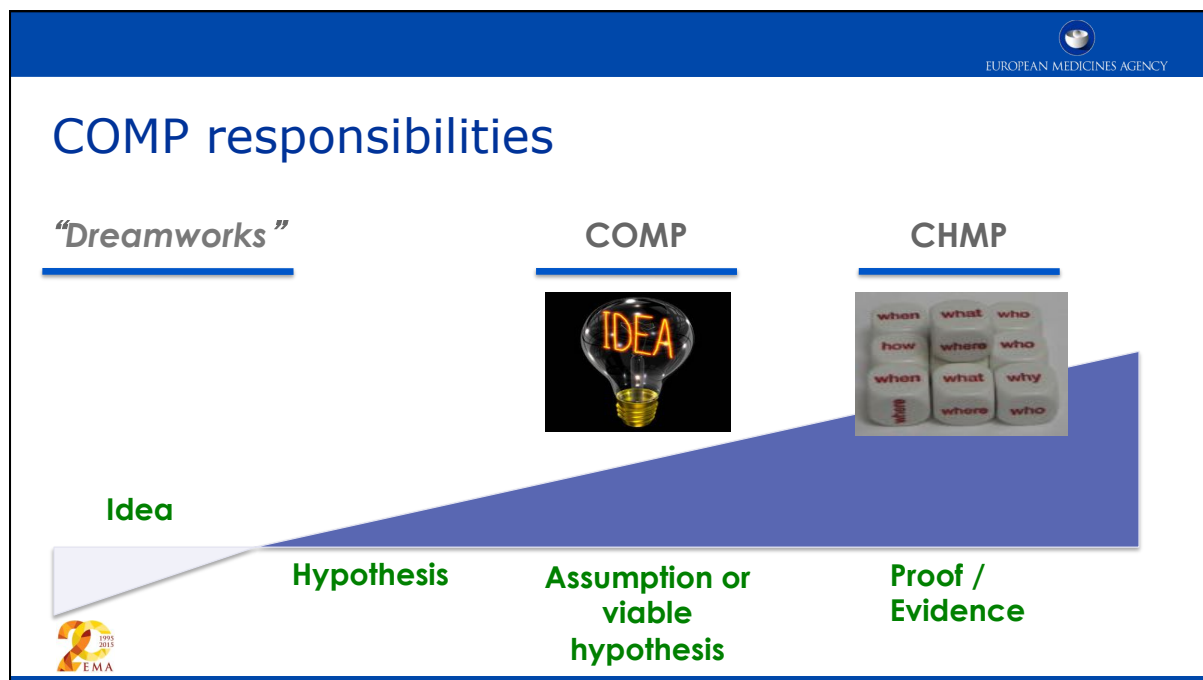 EUROPEAN MEDICINES AGENCY
COMP responsibilities
“Dreamworks”
COMP
CHMP
IDEA
when what who
how where who
when what why
where where who
Idea
Hypothesis
Assumption or
viable
hypothesis
Proof /
Evidence
20
1995
2015
EMA